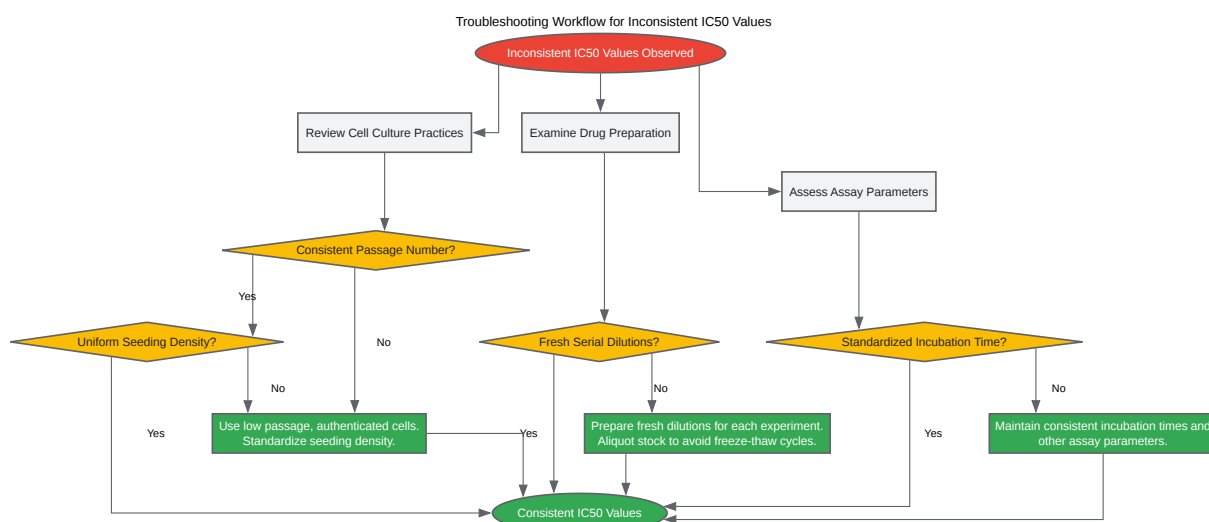 Troubleshooting Workflow for Inconsistent IC50 Values
Inconsistent IC50 Values Observed
Review Cell Culture Practices
Examine Drug Preparation
Assess Assay Parameters
Consistent Passage Number?
Yes
No
Uniform Seeding Density?
Fresh Serial Dilutions?
Standardized Incubation Time?
No
No
No
Use low passage, authenticated cells.
Standardize seeding density.
Prepare fresh dilutions for each experiment.
Aliquot stock to avoid freeze-thaw cycles.
Maintain consistent incubation times and
other assay parameters.
Yes
Yes
Yes
Consistent IC50 Values